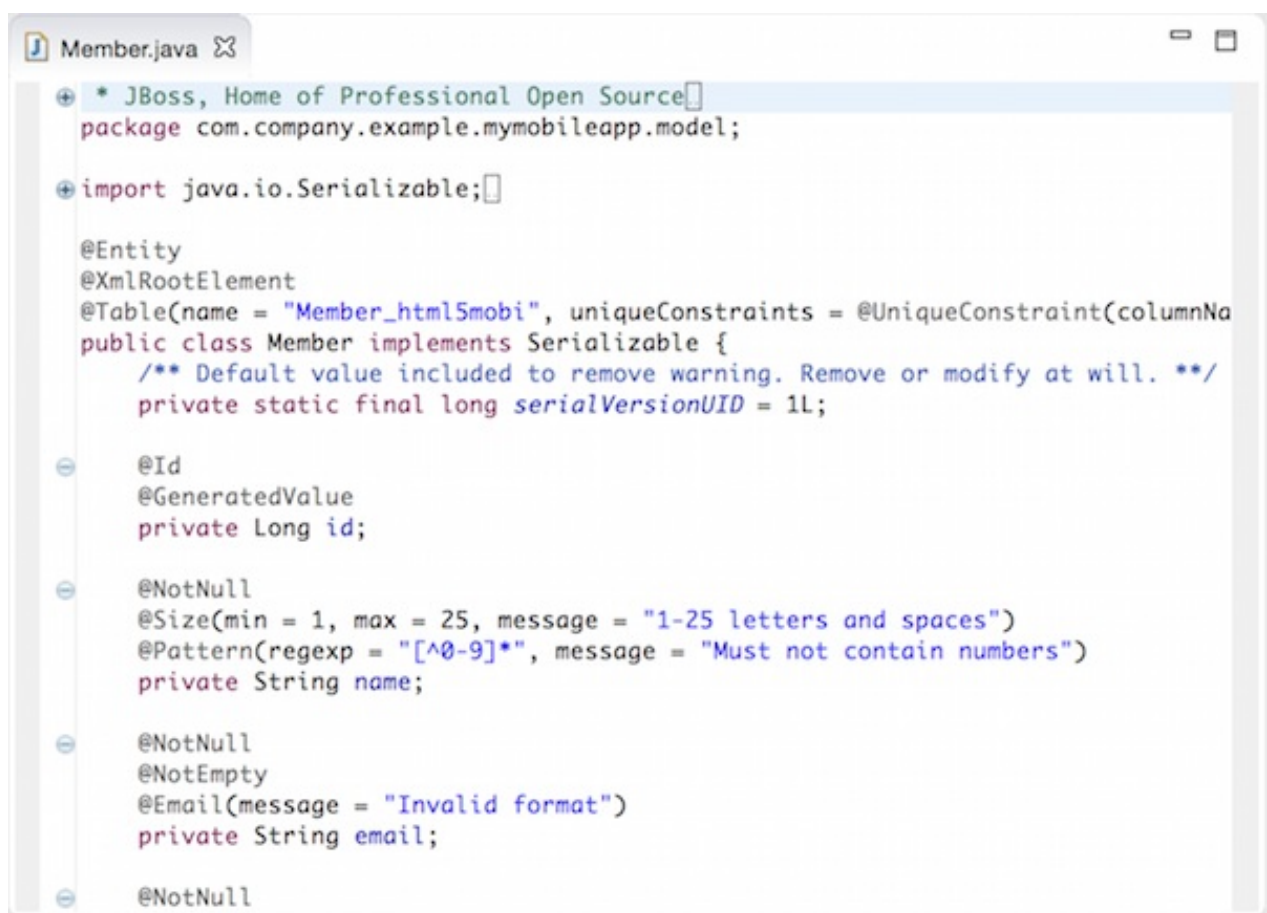 Member.java
* JBoss, Home of Professional Open Source
package com.company.example.mymobileapp.model;
import java.io.Serializable;
@Entity
@XmlRootElement
@Table(name = "Member_html5mobi", uniqueConstraints = @UniqueConstraint(columnNa
public class Member implements Serializable {
/** Default value included to remove warning. Remove or modify at will. **/
private static final long serialVersionUID = 1L;
@Id
@GeneratedValue
private Long id;
@NotNull
@Size(min = 1, max = 25, message = "1-25 letters and spaces")
@Pattern(regexp = "[^0-9]*", message = "Must not contain numbers")
private String name;
@NotNull
@NotEmpty
@Email(message = "Invalid format")
private String email;
@NotNull